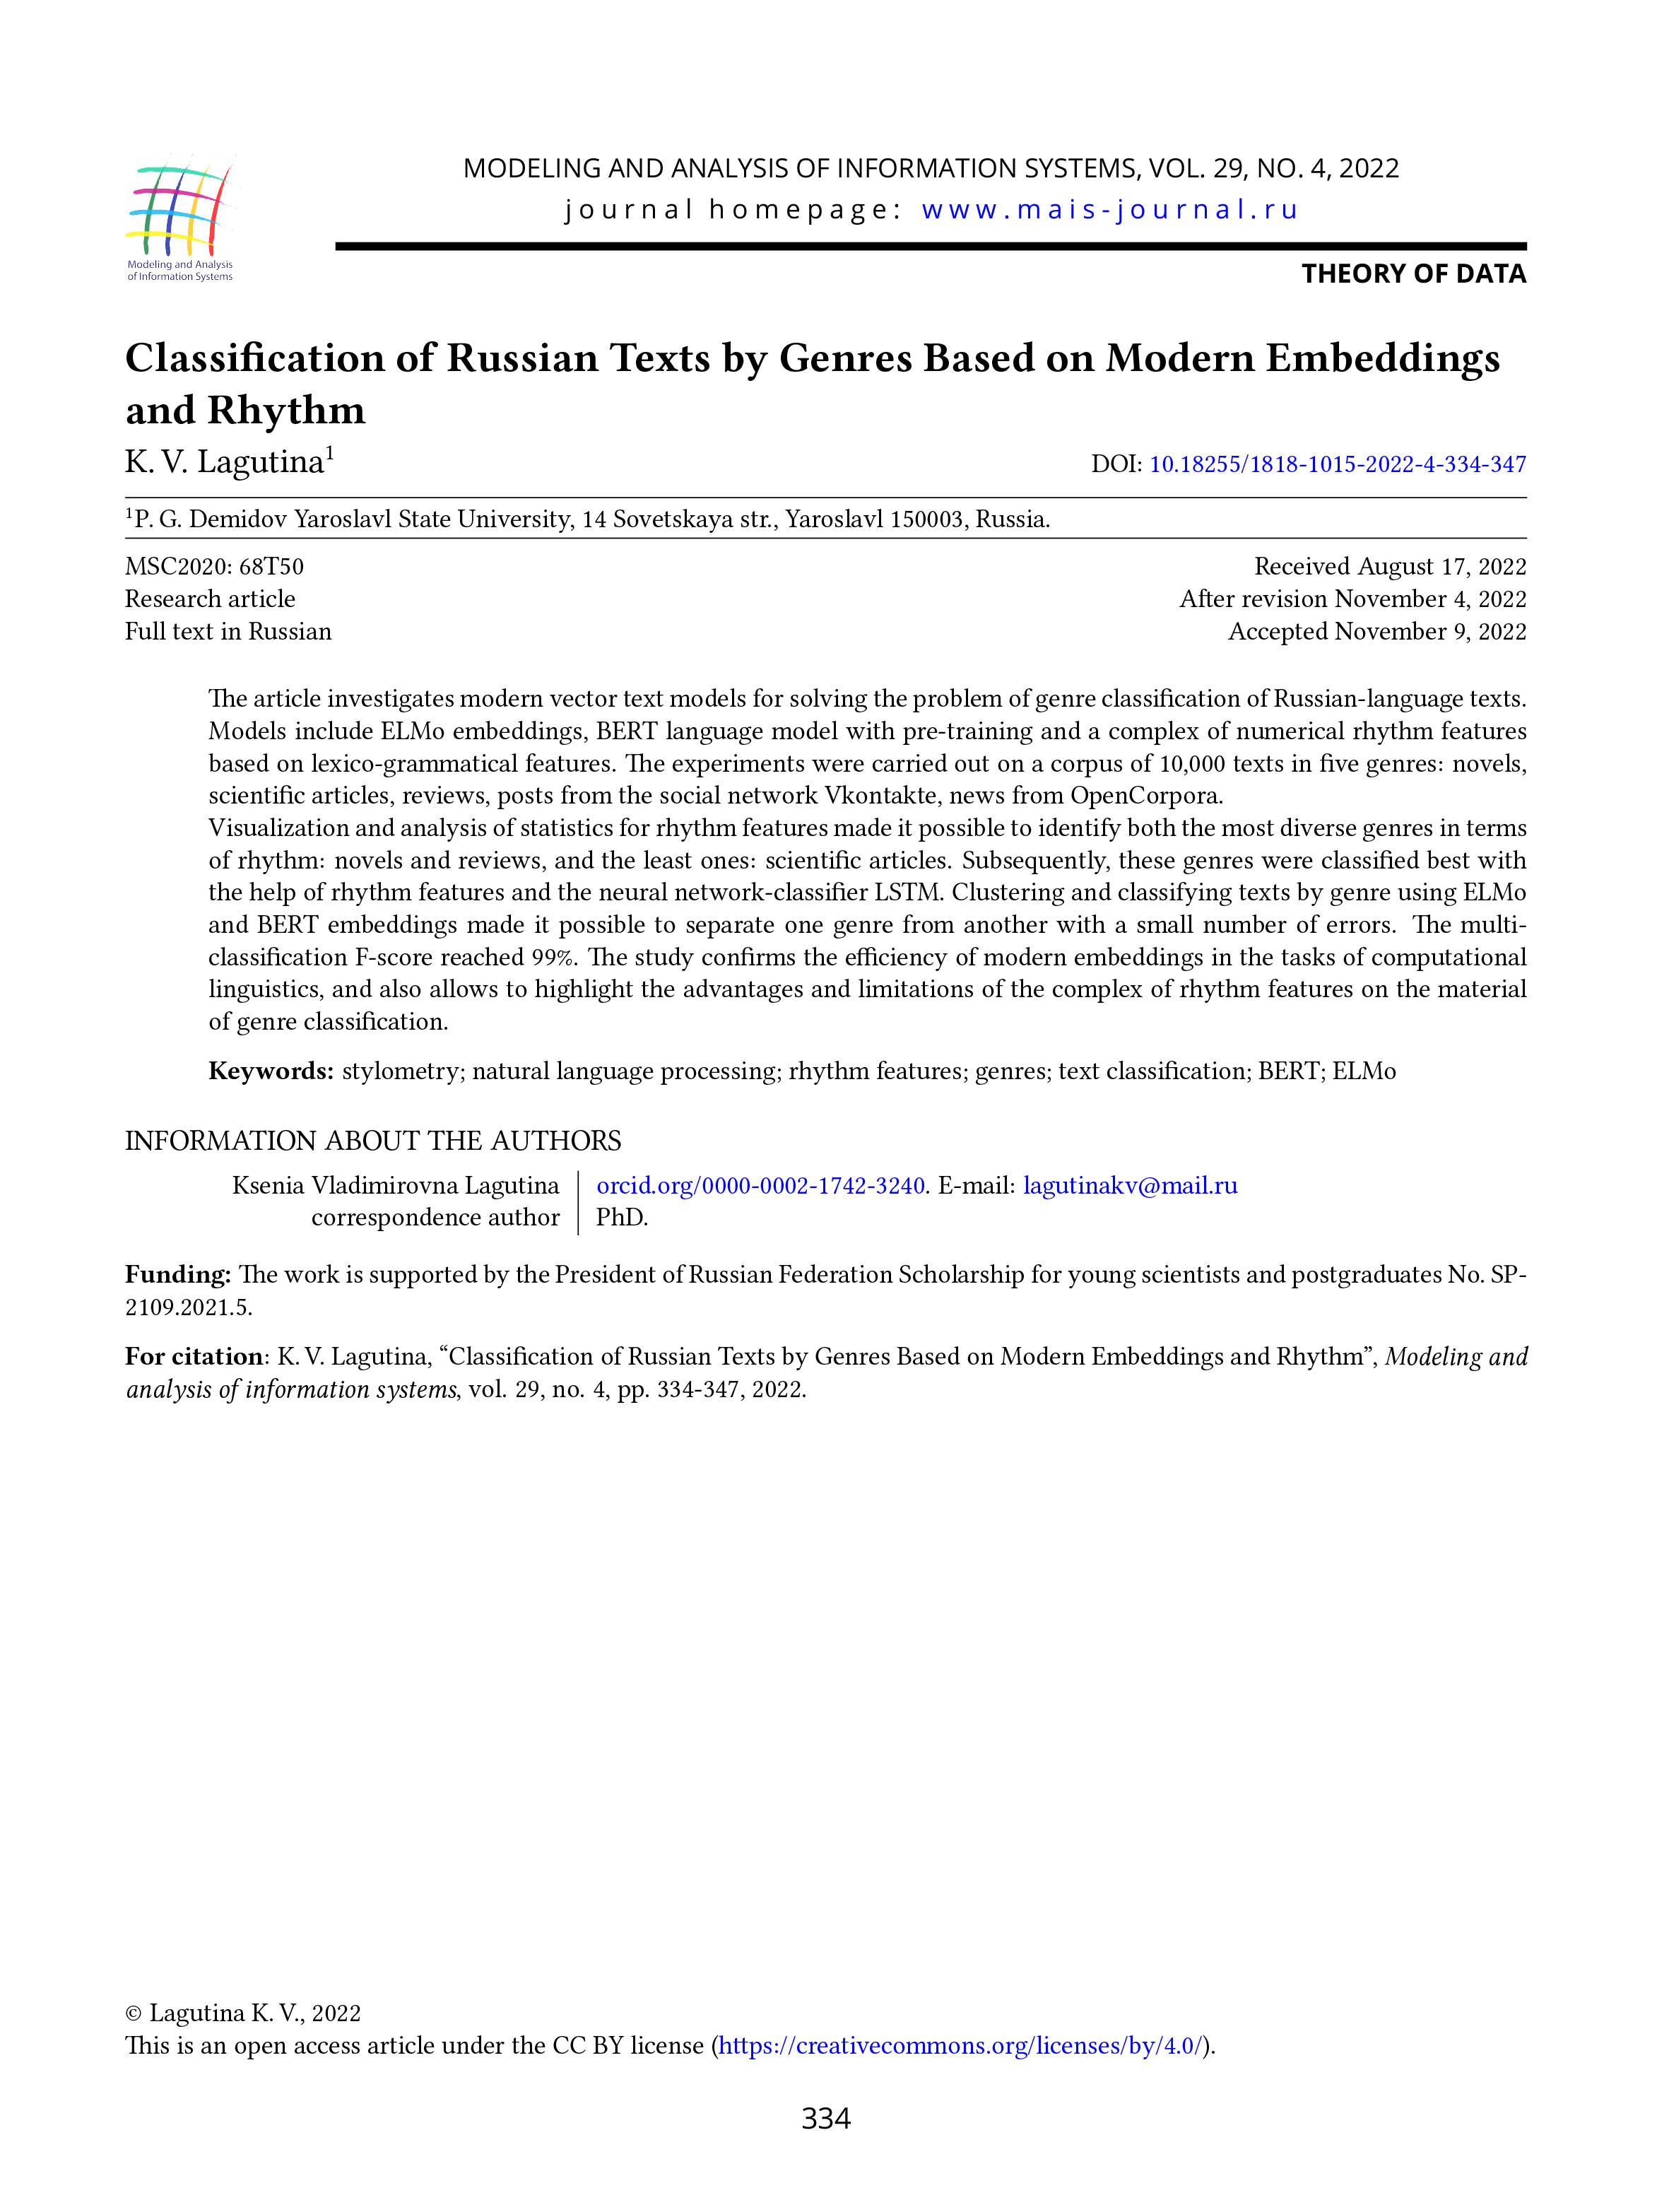 Modeling and Analysis
of Information Systems
MODELING AND ANALYSIS OF INFORMATION SYSTEMS, VOL. 29, NO. 4, 2022
journal homepage: www.mais-journal.ru
THEORY OF DATA
Classification of Russian Texts by Genres Based on Modern Embeddings
and Rhythm
K. V. Lagutina¹
DOI: 10.18255/1818-1015-2022-4-334-347
¹P. G. Demidov Yaroslavl State University, 14 Sovetskaya str., Yaroslavl 150003, Russia.
MSC2020: 68T50
Research article
Full text in Russian
Received August 17, 2022
After revision November 4, 2022
Accepted November 9, 2022
The article investigates modern vector text models for solving the problem of genre classification of Russian-language texts.
Models include ELMo embeddings, BERT language model with pre-training and a complex of numerical rhythm features
based on lexico-grammatical features. The experiments were carried out on a corpus of 10,000 texts in five genres: novels,
scientific articles, reviews, posts from the social network Vkontakte, news from OpenCorpora.
Visualization and analysis of statistics for rhythm features made it possible to identify both the most diverse genres in terms
of rhythm: novels and reviews, and the least ones: scientific articles. Subsequently, these genres were classified best with
the help of rhythm features and the neural network-classifier LSTM. Clustering and classifying texts by genre using ELMo
and BERT embeddings made it possible to separate one genre from another with a small number of errors. The multi-
classification F-score reached 99%. The study confirms the efficiency of modern embeddings in the tasks of computational
linguistics, and also allows to highlight the advantages and limitations of the complex of rhythm features on the material
of genre classification.
Keywords: stylometry; natural language processing; rhythm features; genres; text classification; BERT; ELMo
INFORMATION ABOUT THE AUTHORS
Ksenia Vladimirovna Lagutina
correspondence author
orcid.org/0000-0002-1742-3240. E-mail: lagutinakv@mail.ru
PhD.
Funding: The work is supported by the President of Russian Federation Scholarship for young scientists and postgraduates No. SP-
2109.2021.5.
For citation: K. V. Lagutina, “Classification of Russian Texts by Genres Based on Modern Embeddings and Rhythm”, Modeling and
analysis of information systems, vol. 29, no. 4, pp. 334-347, 2022.
© Lagutina K. V., 2022
This is an open access article under the CC BY license (https://creativecommons.org/licenses/by/4.0/).
334